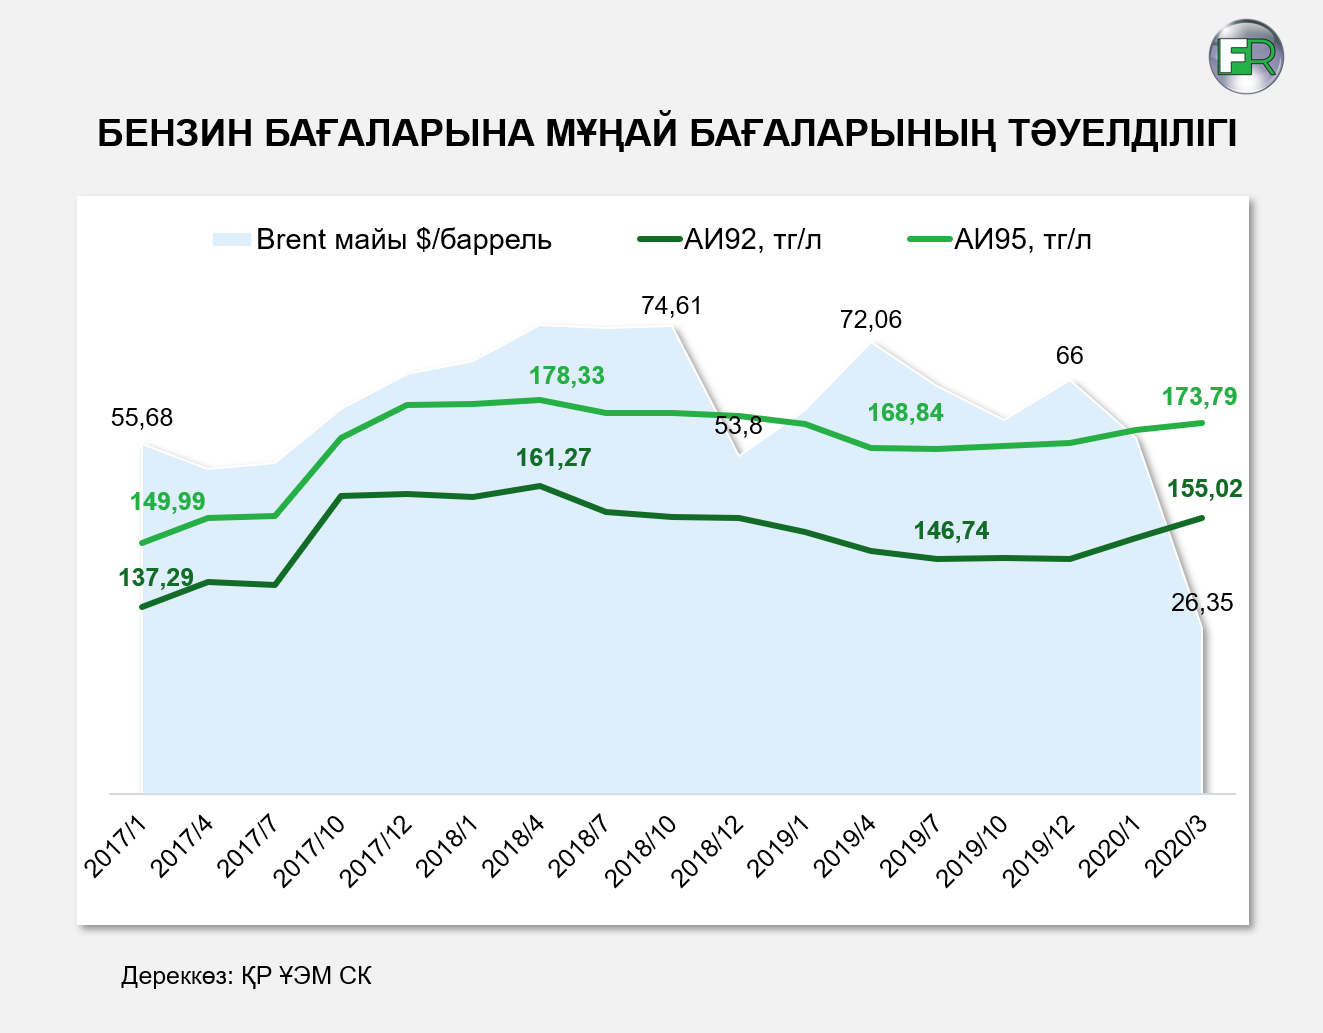 FR
БЕНЗИН БАҒАЛАРЫНА МҰҢАЙ БАҒАЛАРЫНЫҢ ТӘУЕЛДІЛІГІ
Brent майы $/баррель АИ92, тг/л АИ95, тг/л
74,61
72,06
66
178,33
173,79
168,84
55,68
53,8
161,27
155,02
149,99
146,74
137,29
26,35
2017/1 2017/4 2017/7 2017/10 2017/12 2018/1 2018/4 2018/7 2018/10 2018/12 2019/1 2019/4 2019/7 2019/10 2019/12 2020/1 2020/3
Дереккөз: ҚР ҰЭМ СК